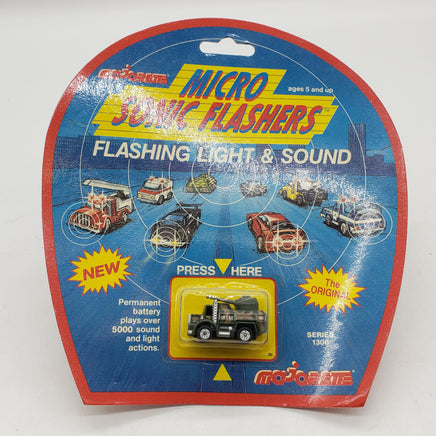 majorette
MICRO
SONIC FLASHERS
ages 5 and up
FLASHING LIGHT & SOUND
NEW
PRESS HERE
The
ORIGINAL
Permanent
battery
plays over
5000 sound
and light
actions.
SERIES
1300
majorette